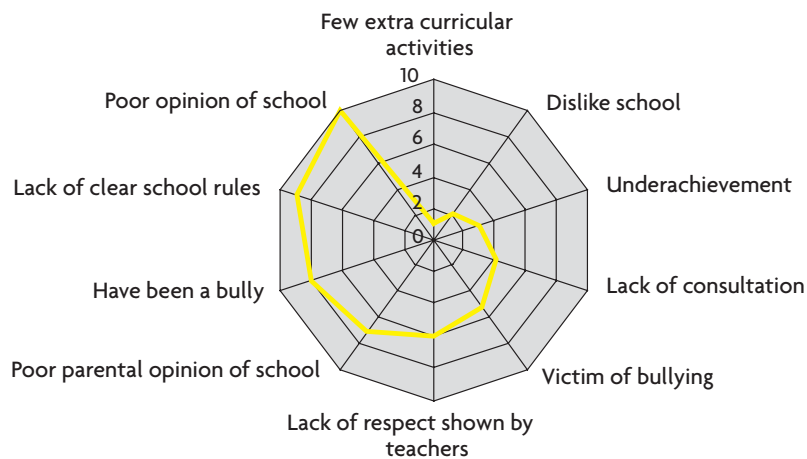 Few extra curricular
activities
10
8
6
4
2
0
Dislike school
Underachievement
Lack of consultation
Victim of bullying
Lack of respect shown by
teachers
Poor parental opinion of school
Have been a bully
Lack of clear school rules
Poor opinion of school